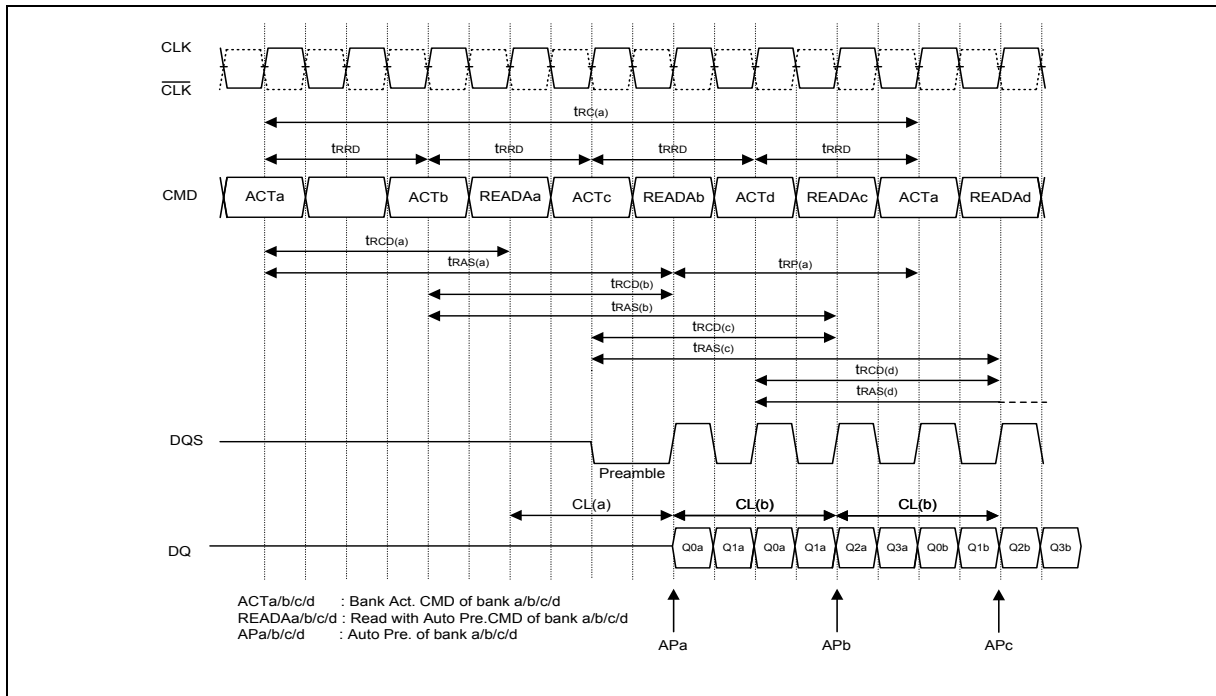 CLK
CLK
tRC(a)
tRRD tRRD tRRD tRRD
CMD ACTa ACTb READAa ACTc READAb ACTd READAc ACTa READAd
tRCD(a)
tRAS(a) tRP(a)
tRCD(b)
tRAS(b)
tRCD(c)
tRAS(c)
tRCD(d)
tRAS(d)
DQS
Preamble
CL(a) CL(b) CL(b)
DQ Q0a Q1a Q0a Q1a Q2a Q3a Q0b Q1b Q2b Q3b
ACTa/b/c/d : Bank Act. CMD of bank a/b/c/d
READAa/b/c/d : Read with Auto Pre.CMD of bank a/b/c/d
APa/b/c/d : Auto Pre. of bank a/b/c/d
APa APb APc